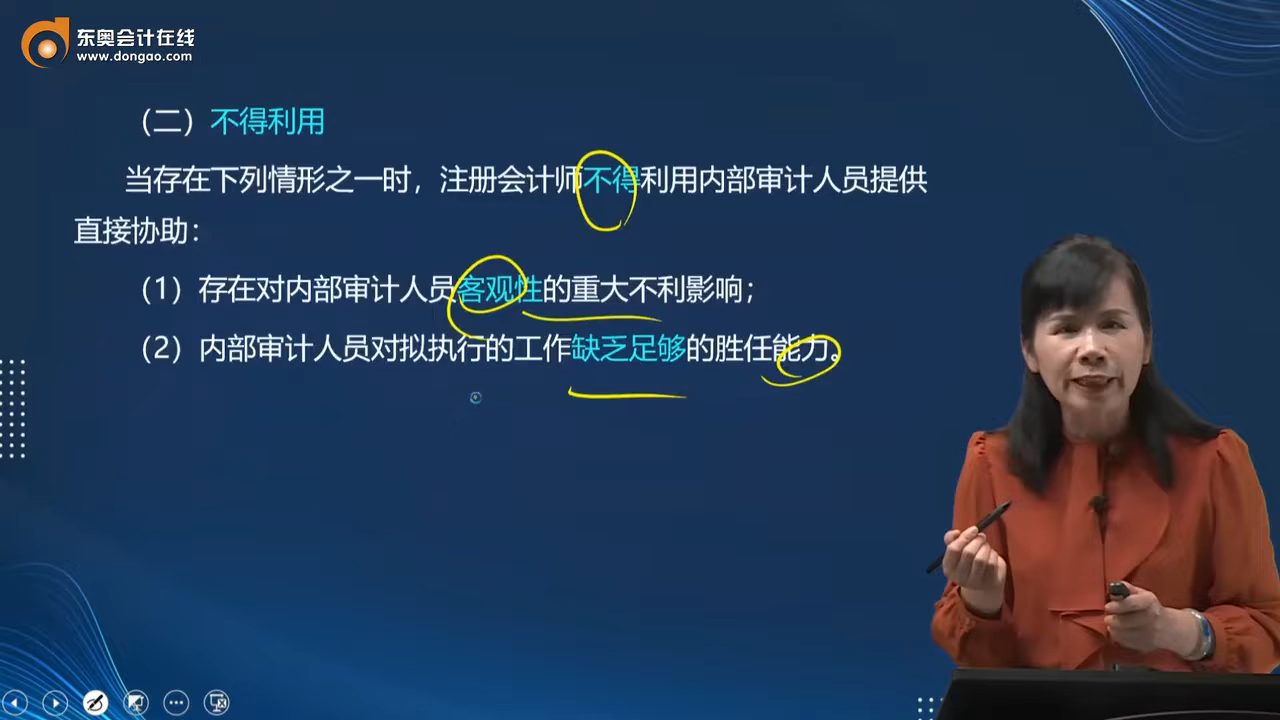 东奥会计在线
www.dongao.com
（二）不得利用
当存在下列情形之一时，注册会计师不得利用内部审计人员提供
直接协助：
（1）存在对内部审计人员客观性的重大不利影响；
（2）内部审计人员对拟执行的工作缺乏足够的胜任能力。